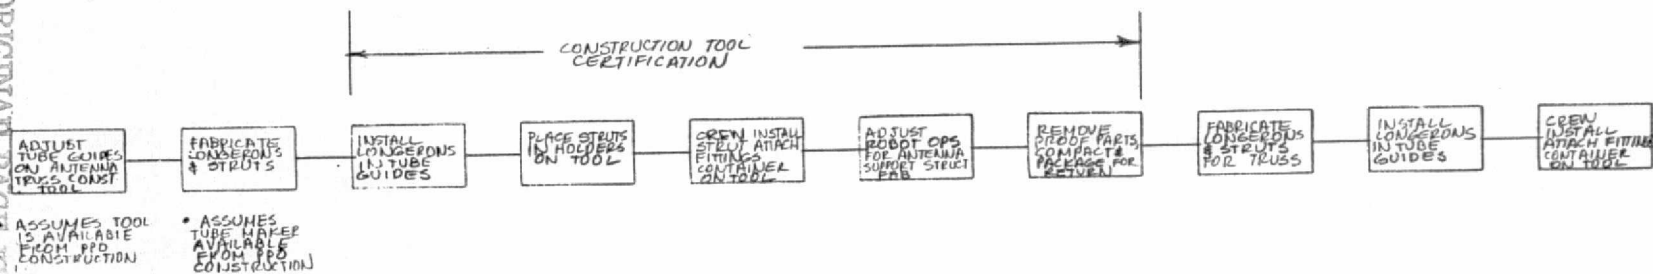 CONSTRUCTION TOOL
CERTIFICATION
ADJUST
TUBE GUIDES
ON ANTENNA
TRUSS CONST
TOOL
FABRICATE
LONGERONS
& STRUTS
INSTALL
LONGERONS
IN TUBE
GUIDES
PLACE STRUTS
IN HOLDERS
ON TOOL
CREW INSTALL
STRUT ATTACH
FITTINGS
CONTAINER
ON TOOL
ADJUST
ROBOT OPS
FOR ANTENNA
SUPPORT STRUCT
FAB
REMOVE
PROOF PARTS,
COMPACT &
PACKAGE FOR
RETURN
FABRICATE
LONGERONS
& STRUTS
FOR TRUSS
INSTALL
LONGERONS
IN TUBE
GUIDES
CREW
INSTALL
ATTACH FITTING
CONTAINER
ON TOOL
• ASSUMES TOOL
IS AVAILABLE
FROM PPD
CONSTRUCTION
• ASSUMES
TUBE MAKER
AVAILABLE
FROM PPD
CONSTRUCTION